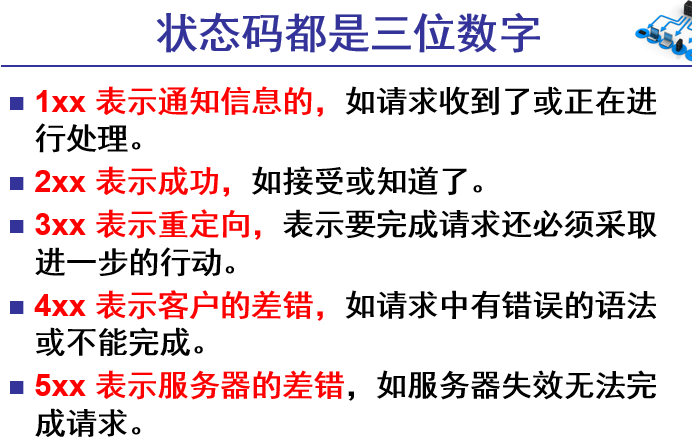 状态码都是三位数字
1xx 表示通知信息的，如请求收到了或正在进
行处理。
2xx 表示成功，如接受或知道了。
3xx 表示重定向，表示要完成请求还必须采取
进一步的行动。
4xx 表示客户的差错，如请求中有错误的语法
或不能完成。
5xx 表示服务器的差错，如服务器失效无法完
成请求。